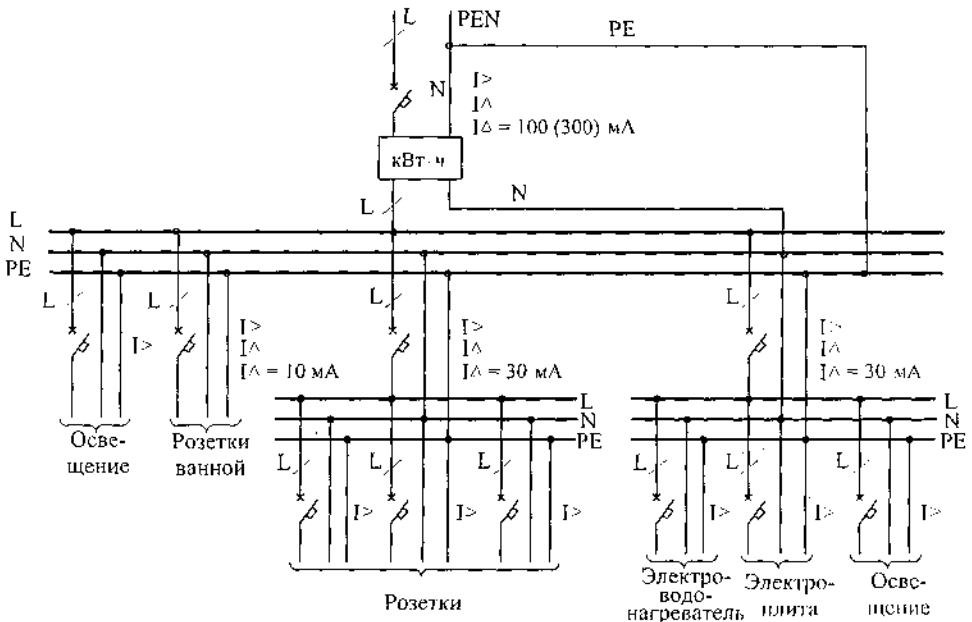 L
PEN
PE
N
I>
I△
I△ = 100 (300) мА
кВт·ч
L
N
L
N
PE
L
I>
L
I>
I△
I△ = 10 мА
L
I>
I△
I△ = 30 мА
L
I>
I△
I△ = 30 мА
L
N
PE
L
N
PE
Осве-
щение
Розетки
ванной
L
I>
L
I>
L
I>
L
I>
L
I>
L
I>
Розетки
Электро-
водо-
нагреватель
Электро-
плита
Осве-
щение